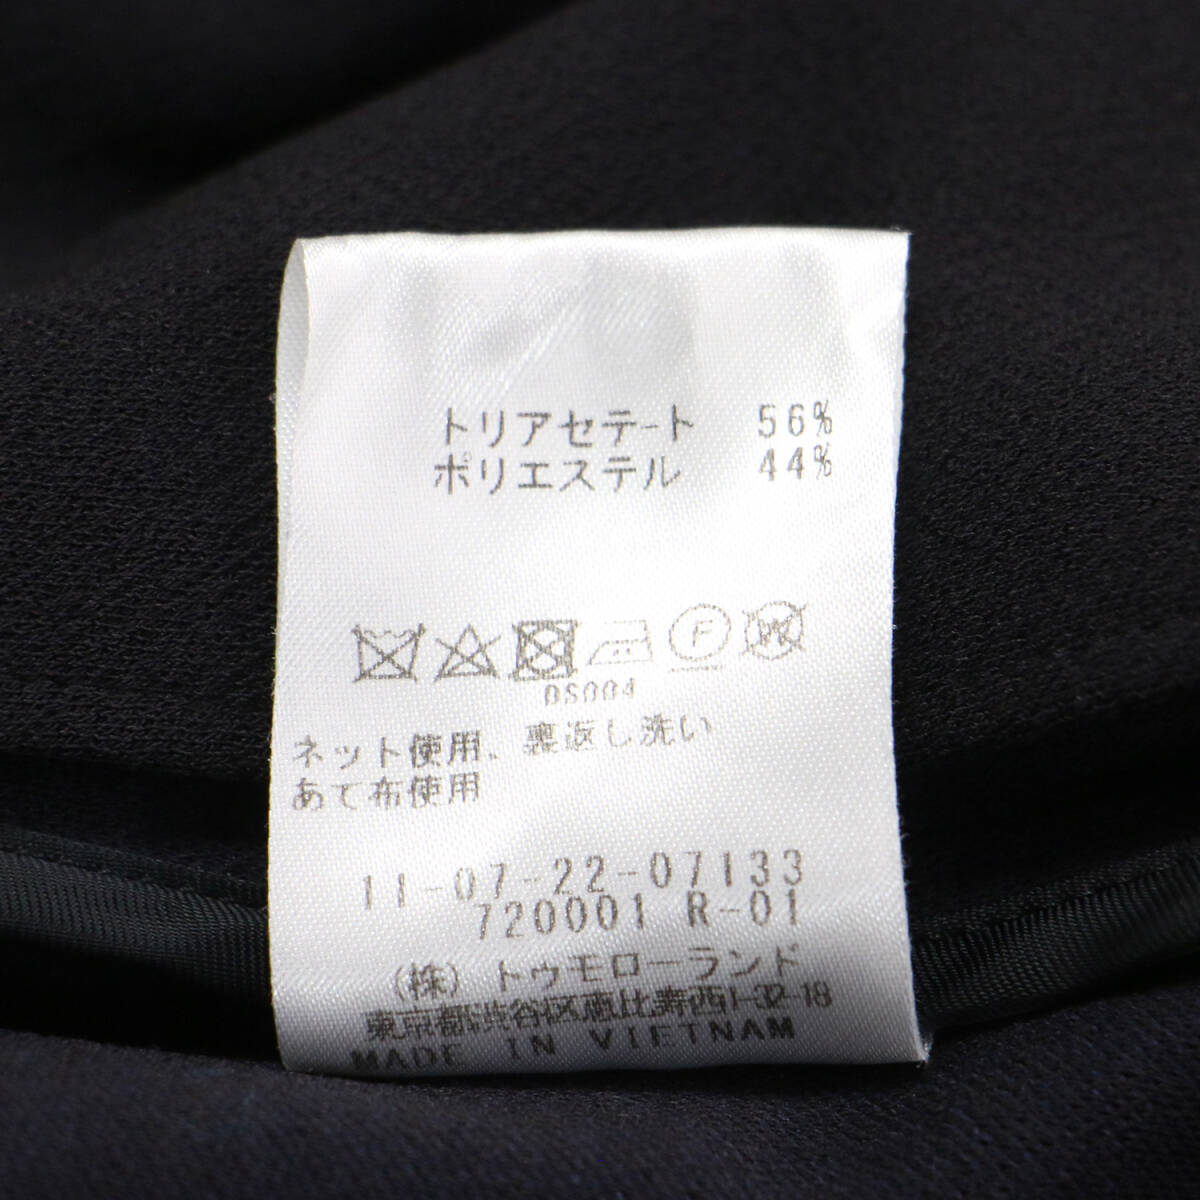 トリアセテート 56%
ポリエステル 44%
F
W
DS004
ネット使用、裏返し洗い
あて布使用
11-07-22-07133
720001 R-01
(株) トゥモローランド
東京都渋谷区恵比寿西1-32-18
MADE IN VIETNAM